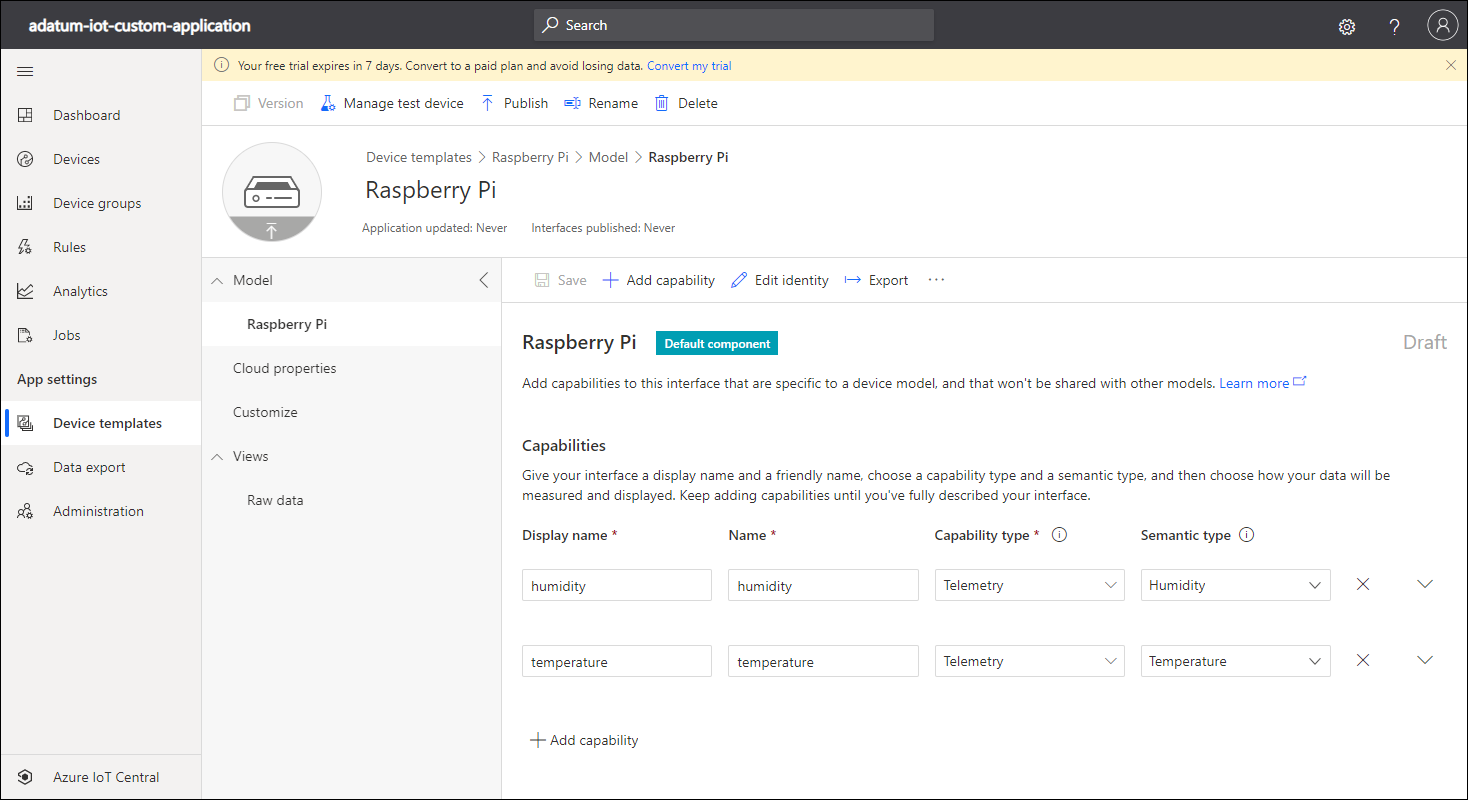 adatum-iot-custom-application
Search
?
Your free trial expires in 7 days. Convert to a paid plan and avoid losing data. Convert my trial
Dashboard
Devices
Device groups
Rules
Analytics
Jobs
App settings
Device templates
Data export
Administration
Azure IoT Central
Version Manage test device Publish Rename Delete
Device templates > Raspberry Pi > Model > Raspberry Pi
Raspberry Pi
Application updated: Never Interfaces published: Never
Model
Raspberry Pi
Cloud properties
Customize
Views
Raw data
Save Add capability Edit identity Export ...
Raspberry Pi Default component Draft
Add capabilities to this interface that are specific to a device model, and that won't be shared with other models. Learn more
Capabilities
Give your interface a display name and a friendly name, choose a capability type and a semantic type, and then choose how your data will be
measured and displayed. Keep adding capabilities until you've fully described your interface.
Display name * Name * Capability type * Semantic type
humidity humidity Telemetry Humidity
temperature temperature Telemetry Temperature
Add capability